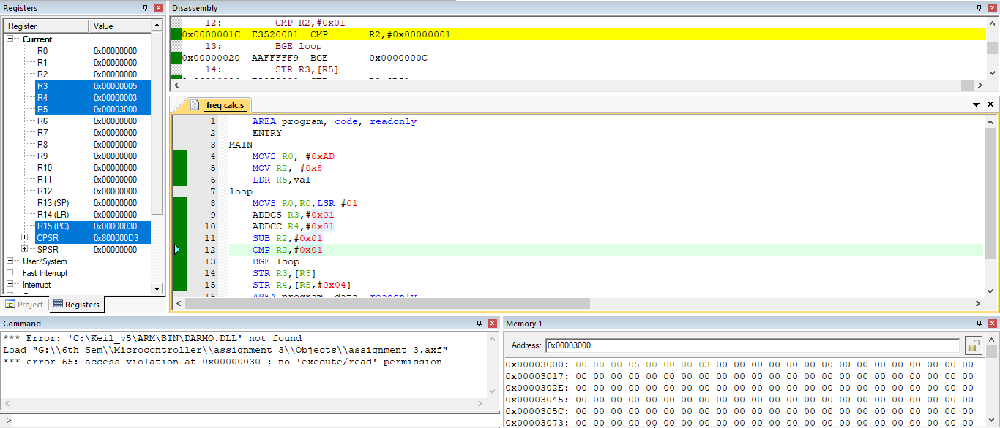 Registers
Register Value
Current
R0 0x00000000
R1 0x00000000
R2 0x00000000
R3 0x00000005
R4 0x00000003
R5 0x00003000
R6 0x00000000
R7 0x00000000
R8 0x00000000
R9 0x00000000
R10 0x00000000
R11 0x00000000
R12 0x00000000
R13 (SP) 0x00000000
R14 (LR) 0x00000000
R15 (PC) 0x00000030
CPSR 0x800000D3
SPSR 0x00000000
User/System
Fast Interrupt
Interrupt
Project Registers
Disassembly
12: CMP R2,#0x01
0x0000001C E3520001 CMP R2,#0x00000001
13: BGE loop
0x00000020 AAFFFFF9 BGE 0x0000000C
14: STR R3,[R5]
freq calc.s
1 AREA program, code, readonly
2 ENTRY
3 MAIN
4 MOVS R0, #0xAD
5 MOV R2, #0x8
6 LDR R5,val
7 loop
8 MOVS R0,R0,LSR #01
9 ADDCS R3,#0x01
10 ADDCC R4,#0x01
11 SUB R2,#0x01
12 CMP R2,#0x01
13 BGE loop
14 STR R3,[R5]
15 STR R4,[R5,#0x04]
16 AREA program, data, readonly
Command
*** Error: 'C:\Keil_v5\ARM\BIN\DARMO.DLL' not found
Load "G:\\6th Sem\\Microcontroller\\assignment 3\\Objects\\assignment 3.axf"
*** error 65: access violation at 0x00000030 : no 'execute/read' permission
>
Memory 1
Address: 0x00003000
0x00003000: 00 00 00 05 00 00 00 03 00 00 00 00 00 00 00 00 00 00 00 00 00 00 00
0x00003017: 00 00 00 00 00 00 00 00 00 00 00 00 00 00 00 00 00 00 00 00 00 00 00
0x0000302E: 00 00 00 00 00 00 00 00 00 00 00 00 00 00 00 00 00 00 00 00 00 00 00
0x00003045: 00 00 00 00 00 00 00 00 00 00 00 00 00 00 00 00 00 00 00 00 00 00 00
0x0000305C: 00 00 00 00 00 00 00 00 00 00 00 00 00 00 00 00 00 00 00 00 00 00 00
0x00003073: 00 00 00 00 00 00 00 00 00 00 00 00 00 00 00 00 00 00 00 00 00 00 00